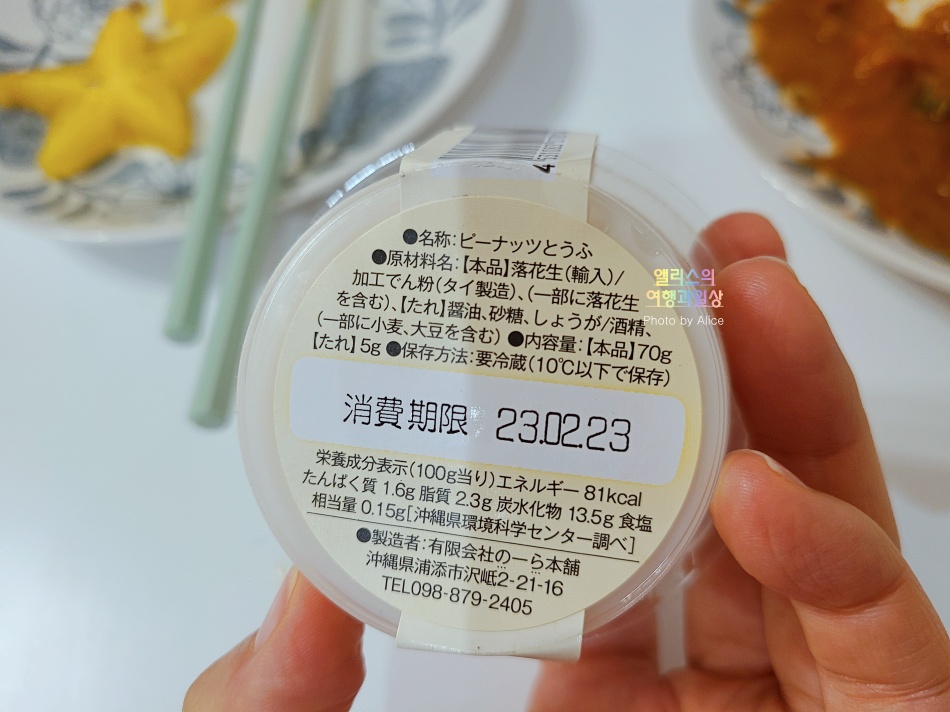 ●名称:ピーナッツとうふ
●原材料名:【本品】落花生(輸入)/
加工でん粉(タイ製造)、(一部に落花生
を含む)、【たれ】醤油、砂糖、しょうが/酒精、
(一部に小麦、大豆を含む) ●内容量:【本品】70g
【たれ】5g ●保存方法:要冷蔵(10℃以下で保存)
消費期限 23.02.23
栄養成分表示(100g当り)エネルギー 81kcal
たんぱく質 1.6g 脂質 2.3g 炭水化物 13.5g 食塩
相当量 0.15g[沖縄県環境科学センター調べ]
●製造者:有限会社のーら本舗
沖縄県浦添市沢岻2-21-16
TEL098-879-2405
앨리스의
여행과일상
Photo by Alice